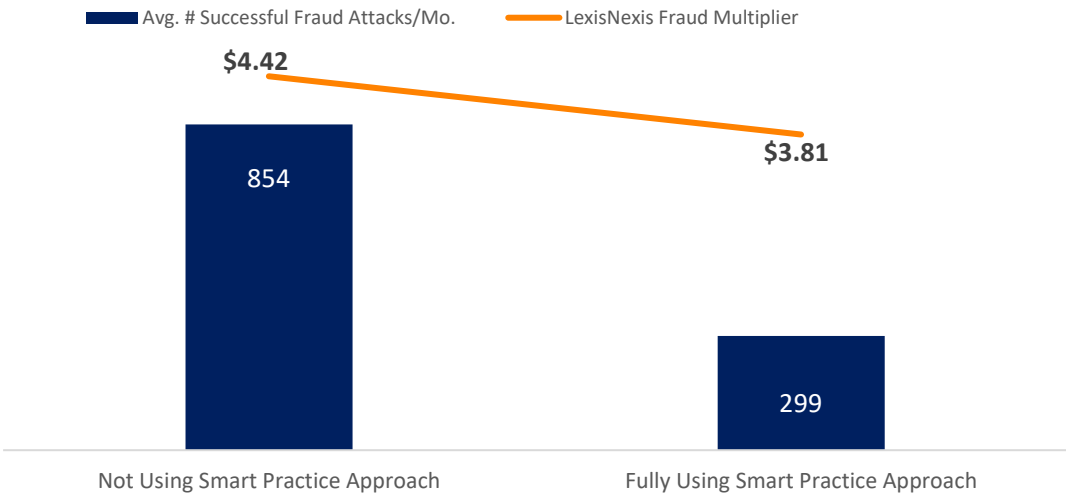 Avg. # Successful Fraud Attacks/Mo. LexisNexis Fraud Multiplier
$4.42
$3.81
854
299
Not Using Smart Practice Approach Fully Using Smart Practice Approach